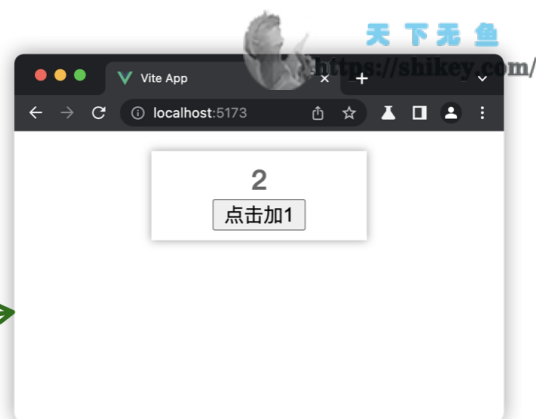 天下无鱼
https://shikey.com/
Vite App
localhost:5173
2
点击加1